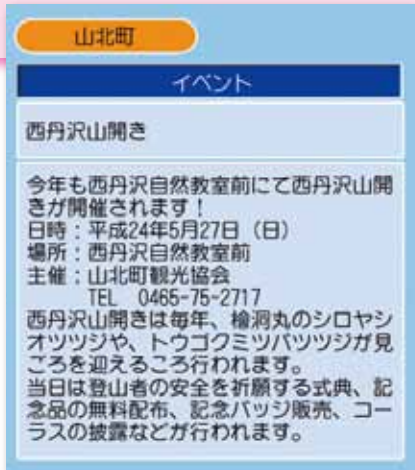 山北町
イベント
西丹沢山開き
今年も西丹沢自然教室前にて西丹沢山開
きが開催されます！
日時：平成24年5月27日（日）
場所：西丹沢自然教室前
主催：山北町観光協会
TEL 0465-75-2717
西丹沢山開きは毎年、檜洞丸のシロヤシ
オツツジや、トウゴクミツバツツジが見
ごろを迎えるころ行われます。
当日は登山者の安全を祈願する式典、記
念品の無料配布、記念バッジ販売、コー
ラスの披露などが行われます。